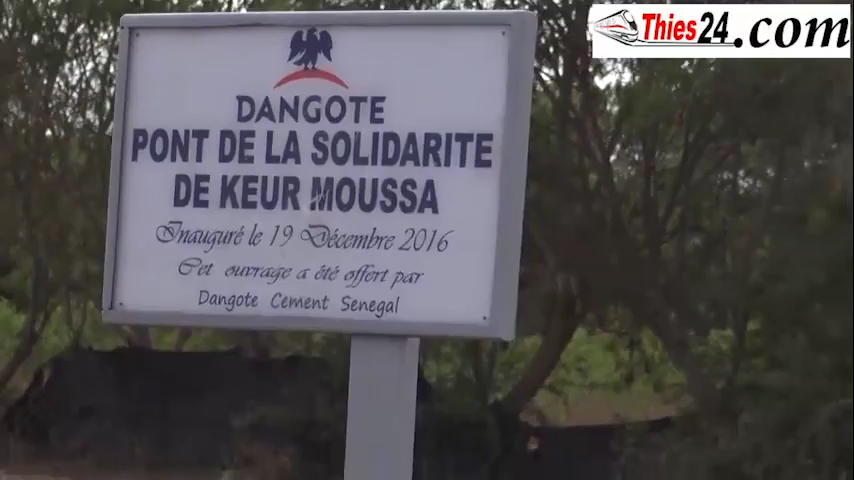 Thies24.com
DANGOTE
PONT DE LA SOLIDARITE
DE KEUR MOUSSA
Inauguré le 19 Décembre 2016
Cet ouvrage a été offert par
Dangote Cement Senegal